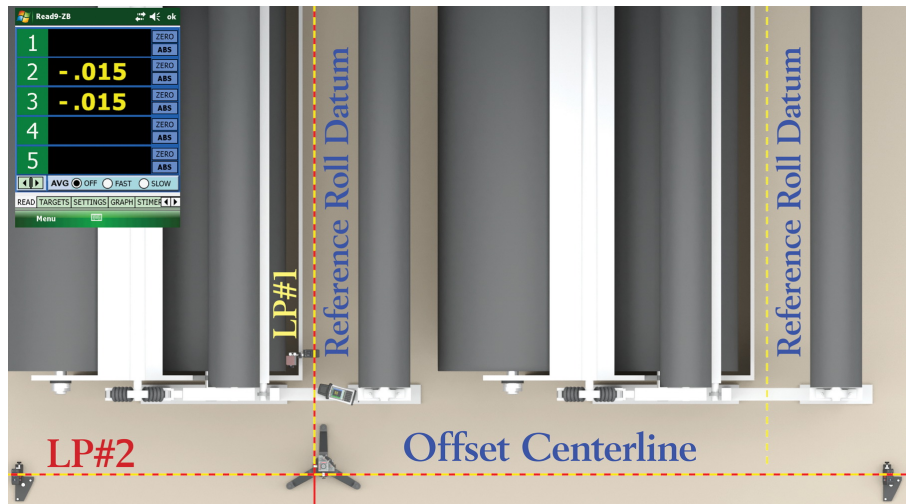 Read9-ZB ok
1 ZERO ABS
2 -.015 ZERO ABS
3 -.015 ZERO ABS
4 ZERO ABS
5 ZERO ABS
AVG OFF FAST SLOW
READ TARGETS SETTINGS GRAPH STIMER
Menu
LP#1
Reference Roll Datum
Reference Roll Datum
LP#2
Offset Centerline